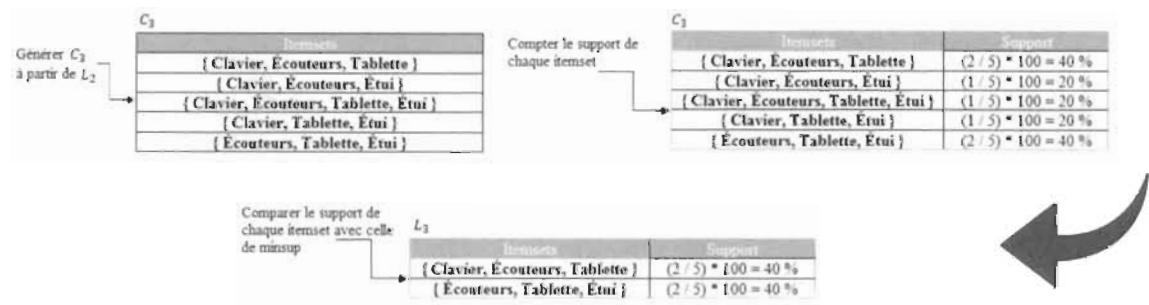 C₃
Générer C₃
à partir de L₂
Itemsets
{ Clavier, Écouteurs, Tablette }
{ Clavier, Écouteurs, Étui }
{ Clavier, Écouteurs, Tablette, Étui }
{ Clavier, Tablette, Étui }
{ Écouteurs, Tablette, Étui }
Compter le support de
chaque itemset
C₃
Itemsets Support
{ Clavier, Écouteurs, Tablette } (2 / 5) * 100 = 40 %
{ Clavier, Écouteurs, Étui } (1 / 5) * 100 = 20 %
{ Clavier, Écouteurs, Tablette, Étui } (1 / 5) * 100 = 20 %
{ Clavier, Tablette, Étui } (1 / 5) * 100 = 20 %
{ Écouteurs, Tablette, Étui } (2 / 5) * 100 = 40 %
Comparer le support de
chaque itemset avec celle
de minsup
L₃
Itemsets Support
{ Clavier, Écouteurs, Tablette } (2 / 5) * 100 = 40 %
{ Écouteurs, Tablette, Étui } (2 / 5) * 100 = 40 %